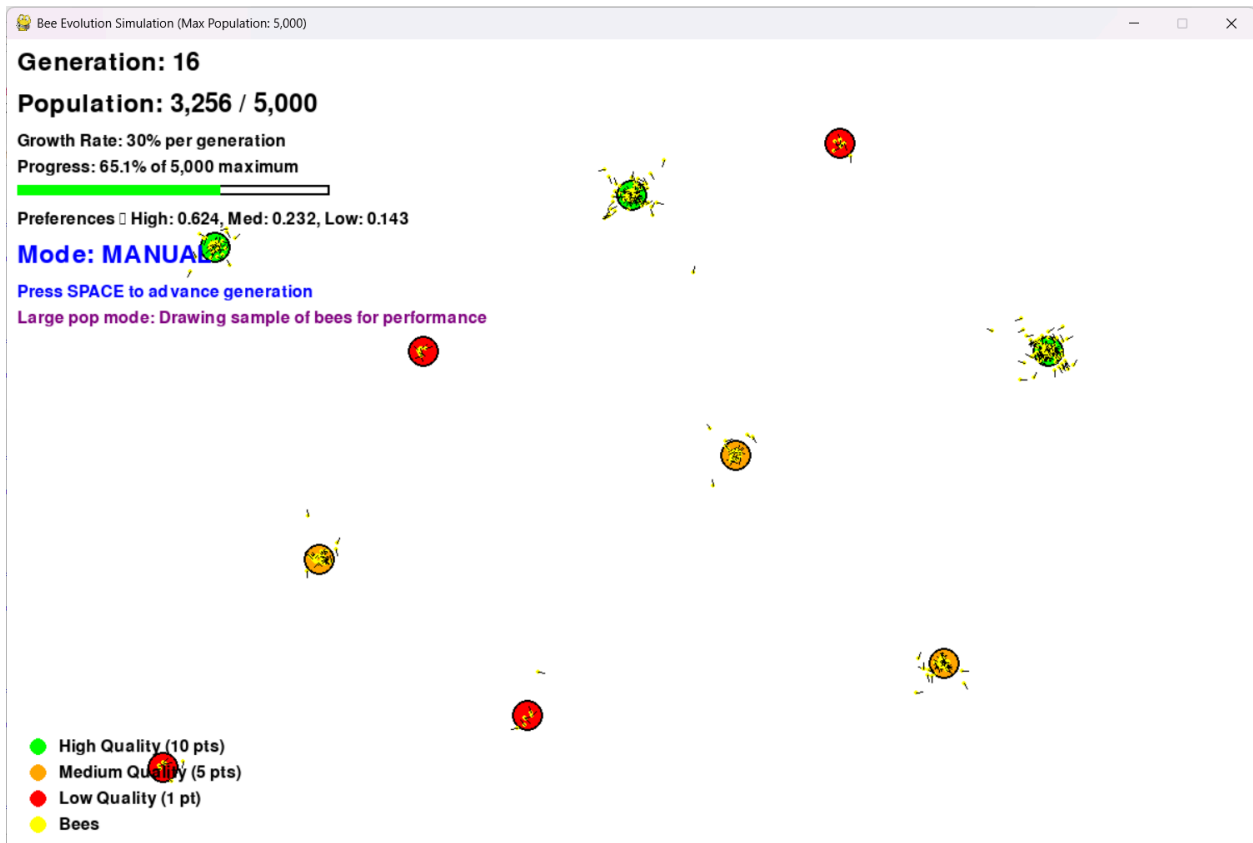 Bee Evolution Simulation (Max Population: 5,000)
Generation: 16
Population: 3,256 / 5,000
Growth Rate: 30% per generation
Progress: 65.1% of 5,000 maximum
Preferences ▯ High: 0.624, Med: 0.232, Low: 0.143
Mode: MANUAL
Press SPACE to advance generation
Large pop mode: Drawing sample of bees for performance
High Quality (10 pts)
Medium Quality (5 pts)
Low Quality (1 pt)
Bees